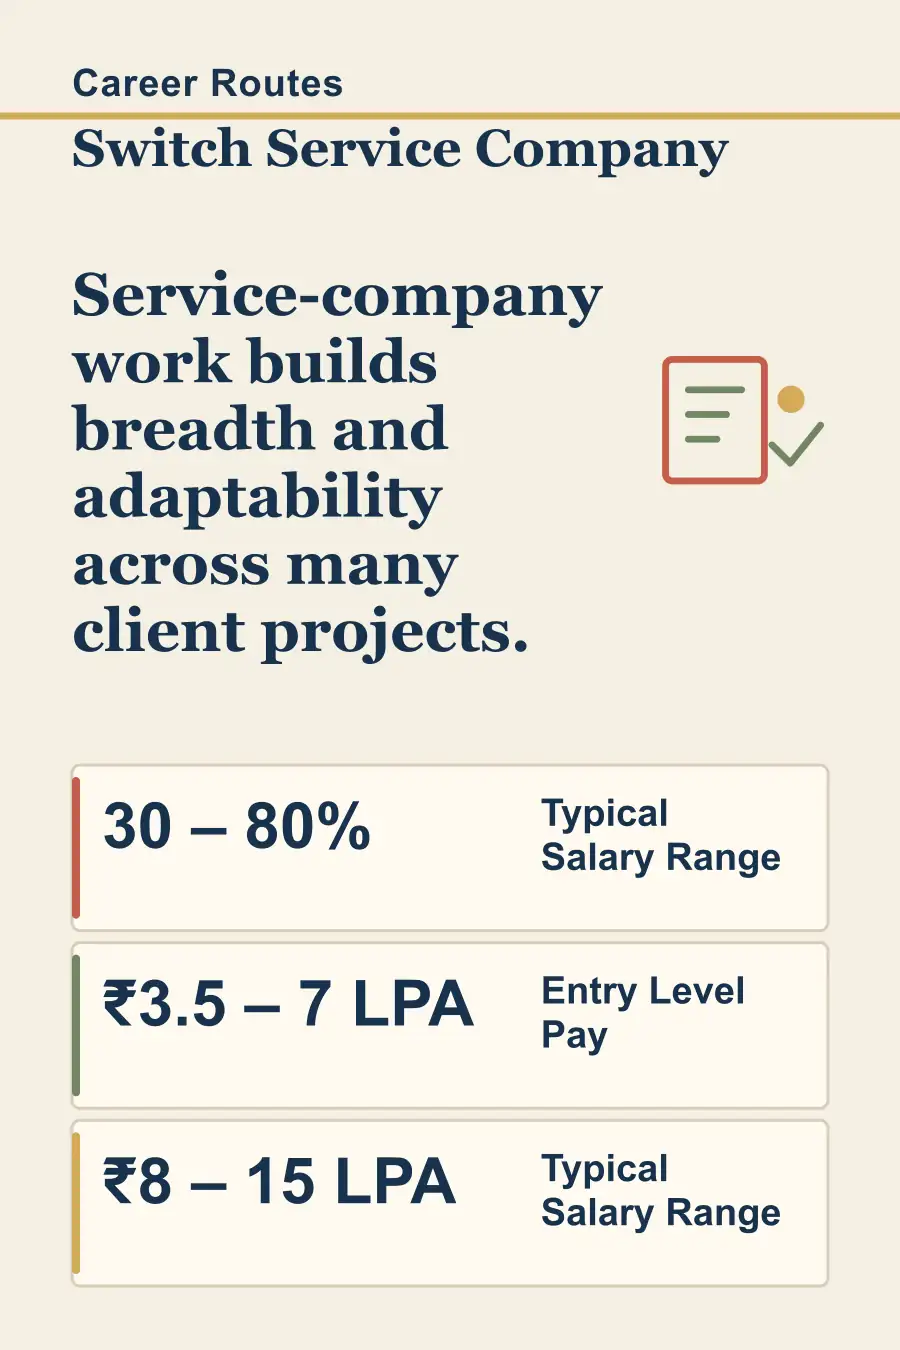 Career Routes
Switch Service Company
Service-company
work builds
breadth and
adaptability
across many
client projects.
30 – 80%
Typical
Salary Range
₹3.5 – 7 LPA
Entry Level
Pay
₹8 – 15 LPA
Typical
Salary Range